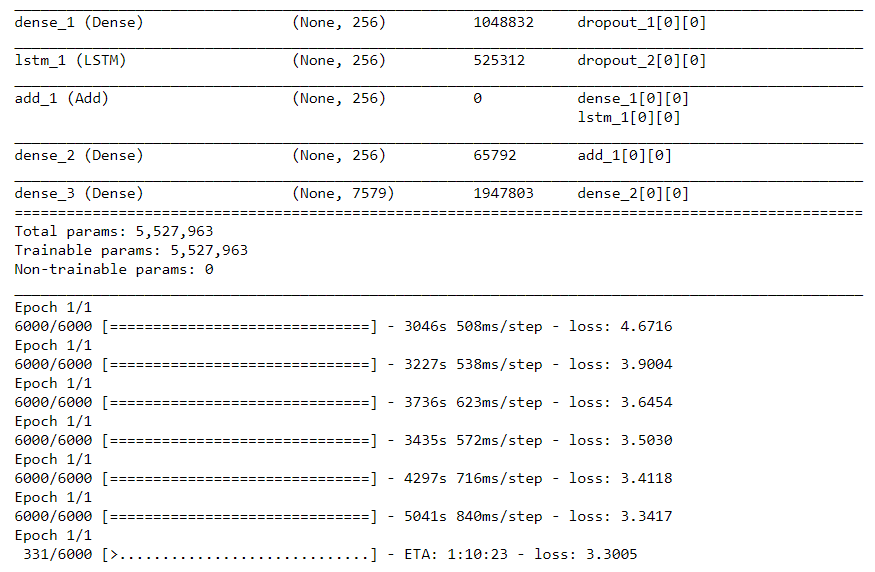 dense_1 (Dense) (None, 256) 1048832 dropout_1[0][0]
lstm_1 (LSTM) (None, 256) 525312 dropout_2[0][0]
add_1 (Add) (None, 256) 0 dense_1[0][0]
lstm_1[0][0]
dense_2 (Dense) (None, 256) 65792 add_1[0][0]
dense_3 (Dense) (None, 7579) 1947803 dense_2[0][0]
==================================================================================================
Total params: 5,527,963
Trainable params: 5,527,963
Non-trainable params: 0
Epoch 1/1
6000/6000 [==============================] - 3046s 508ms/step - loss: 4.6716
Epoch 1/1
6000/6000 [==============================] - 3227s 538ms/step - loss: 3.9004
Epoch 1/1
6000/6000 [==============================] - 3736s 623ms/step - loss: 3.6454
Epoch 1/1
6000/6000 [==============================] - 3435s 572ms/step - loss: 3.5030
Epoch 1/1
6000/6000 [==============================] - 4297s 716ms/step - loss: 3.4118
Epoch 1/1
6000/6000 [==============================] - 5041s 840ms/step - loss: 3.3417
Epoch 1/1
331/6000 [>.............................] - ETA: 1:10:23 - loss: 3.3005